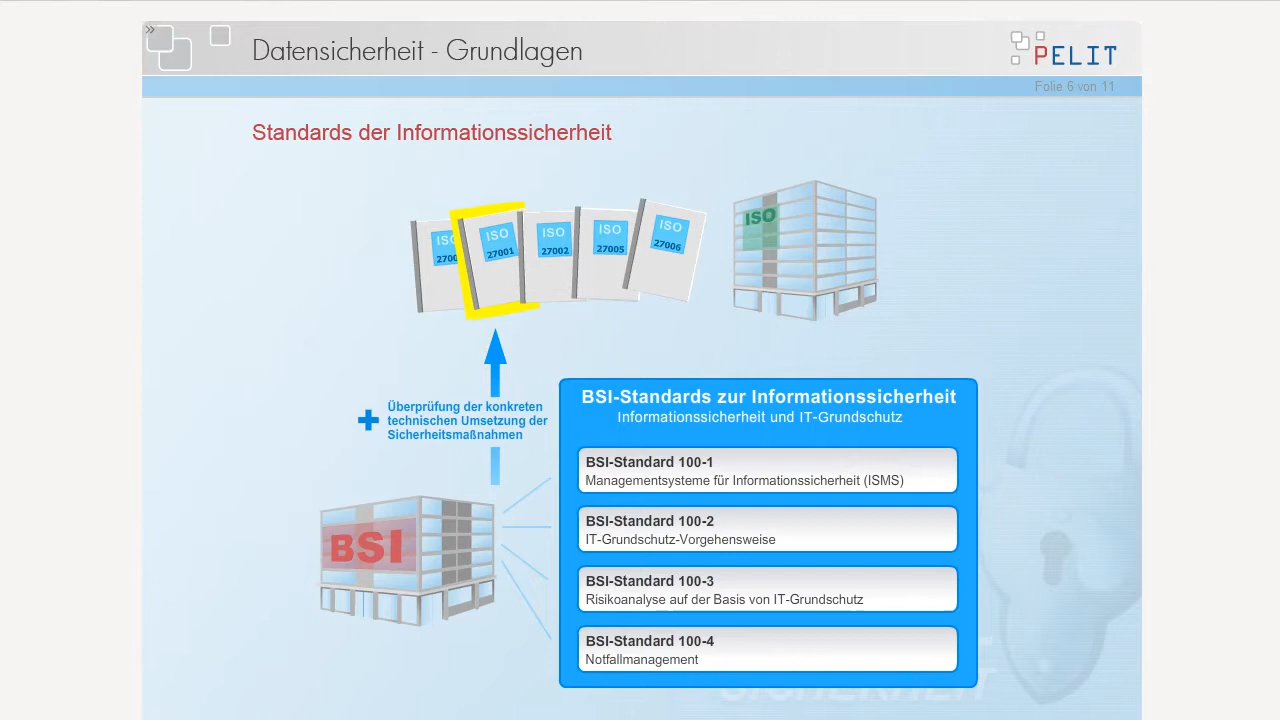 »
Datensicherheit - Grundlagen
PELIT
Folie 6 von 11
Standards der Informationssicherheit
ISO
ISO
27001
ISO
27002
ISO
27005
ISO
27006
ISO
BSI-Standards zur Informationssicherheit
Informationssicherheit und IT-Grundschutz
Überprüfung der konkreten
technischen Umsetzung der
Sicherheitsmaßnahmen
BSI-Standard 100-1
Managementsysteme für Informationssicherheit (ISMS)
BSI-Standard 100-2
IT-Grundschutz-Vorgehensweise
BSI
BSI-Standard 100-3
Risikoanalyse auf der Basis von IT-Grundschutz
BSI-Standard 100-4
Notfallmanagement
SICHERHEIT